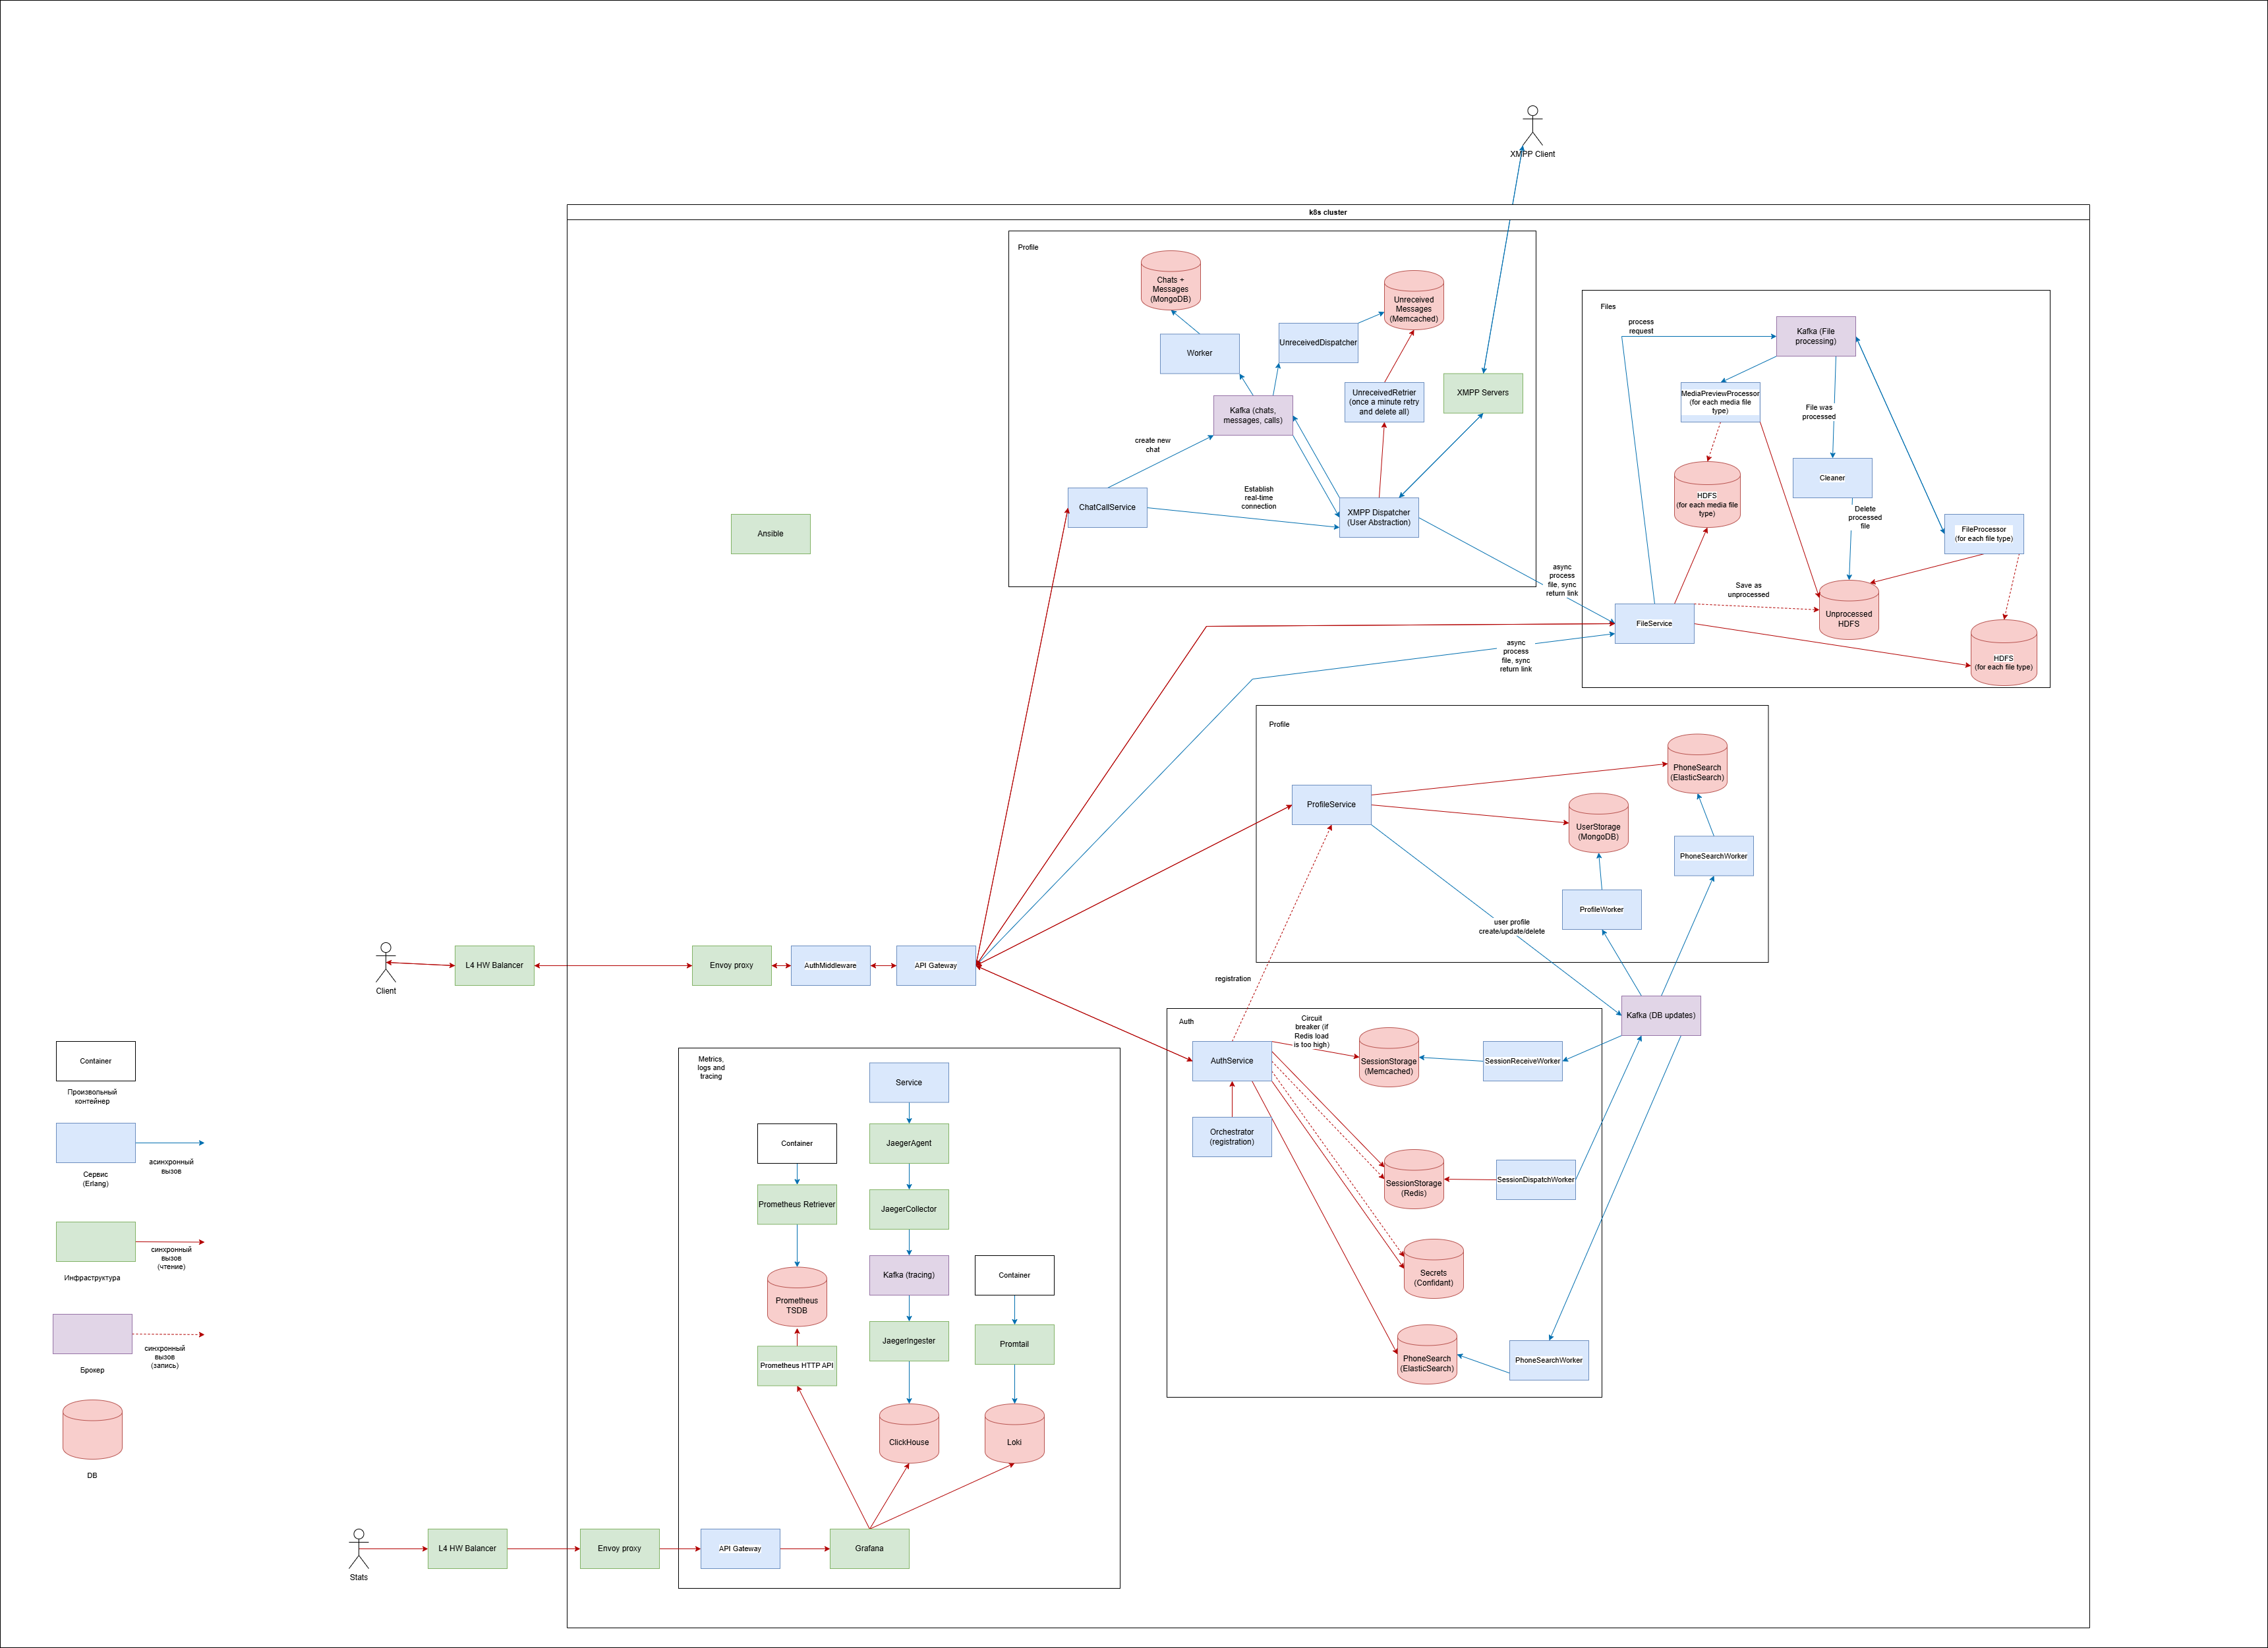 XMPP Client
k8s cluster
Profile
Chats +
Messages
(MongoDB)
Unreceived
Messages
(Memcached)
Worker
UnreceivedDispatcher
UnreceivedRetrier
(once a minute retry
and delete all)
XMPP Servers
Kafka (chats,
messages, calls)
create new
chat
ChatCallService
Establish
real-time
connection
XMPP Dispatcher
(User Abstraction)
Ansible
Files
process
request
Kafka (File
processing)
MediaPreviewProcessor
(for each media file
type)
File was
processed
HDFS
(for each media file
type)
Cleaner
Delete
processed
file
FileProcessor
(for each file type)
async
process
file, sync
return link
Save as
unprocessed
Unprocessed
HDFS
FileService
HDFS
(for each file type)
async
process
file, sync
return link
Profile
PhoneSearch
(ElasticSearch)
ProfileService
UserStorage
(MongoDB)
PhoneSearchWorker
ProfileWorker
user profile
create/update/delete
Client
L4 HW Balancer
Envoy proxy
AuthMiddleware
API Gateway
registration
Kafka (DB updates)
Auth
Circuit
breaker (if
Redis load
is too high)
AuthService
SessionStorage
(Memcached)
SessionReceiveWorker
Orchestrator
(registration)
SessionStorage
(Redis)
SessionDispatchWorker
Secrets
(Confidant)
PhoneSearch
(ElasticSearch)
PhoneSearchWorker
Metrics,
logs and
tracing
Service
Container
JaegerAgent
Prometheus Retriever
JaegerCollector
Prometheus
TSDB
Kafka (tracing)
Container
Prometheus HTTP API
JaegerIngester
Promtail
ClickHouse
Loki
Stats
L4 HW Balancer
Envoy proxy
API Gateway
Grafana
Container
Произвольный
контейнер
Сервис
(Erlang)
асинхронный
вызов
Инфраструктура
синхронный
вызов
(чтение)
Брокер
синхронный
вызов
(запись)
DB